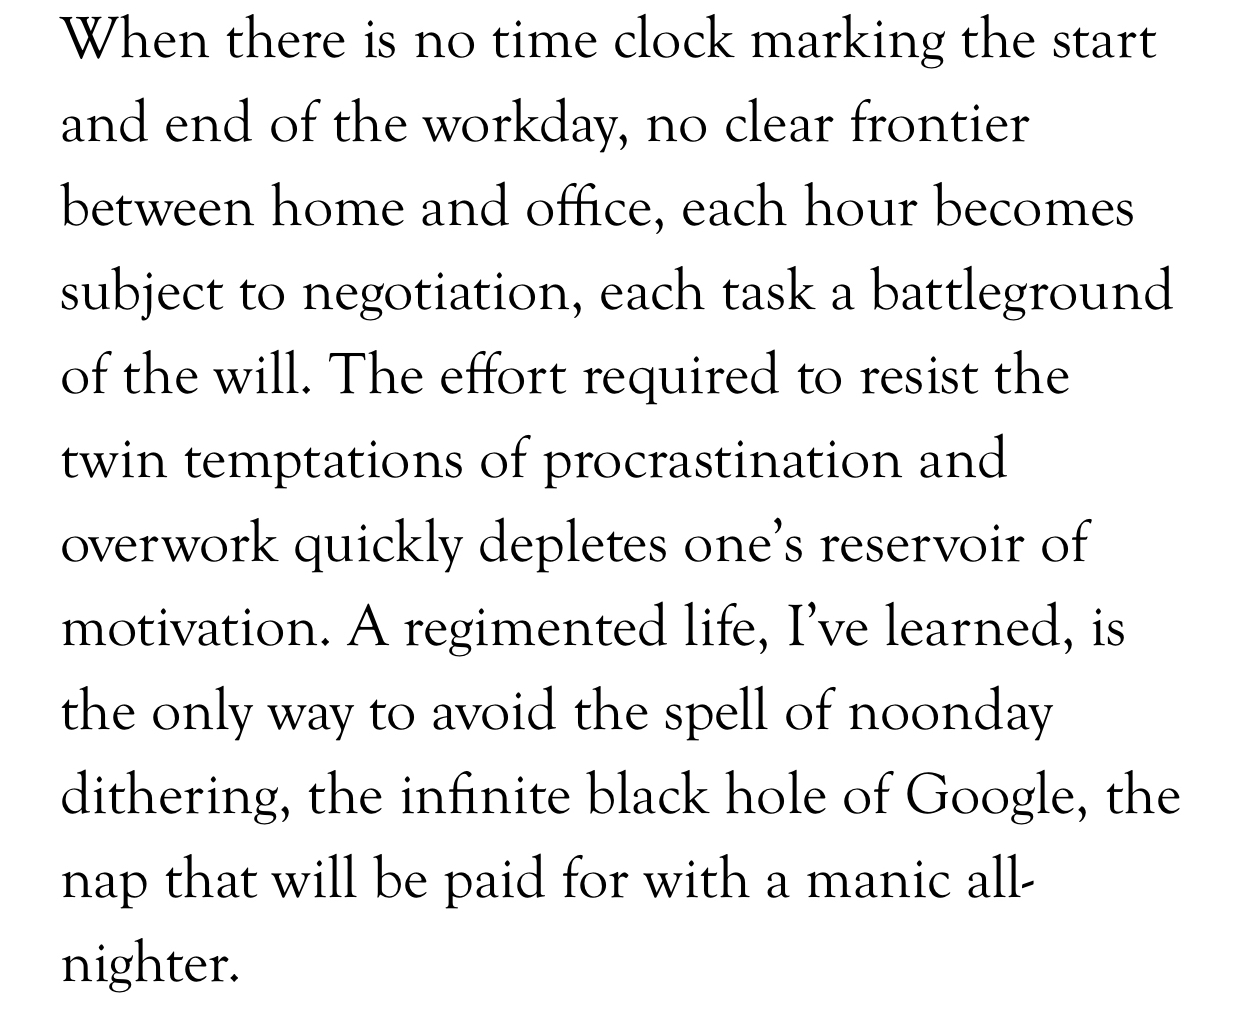 When there is no time clock marking the start
and end of the workday, no clear frontier
between home and office, each hour becomes
subject to negotiation, each task a battleground
of the will. The effort required to resist the
twin temptations of procrastination and
overwork quickly depletes one’s reservoir of
motivation. A regimented life, I’ve learned, is
the only way to avoid the spell of noonday
dithering, the infinite black hole of Google, the
nap that will be paid for with a manic all-
nighter.